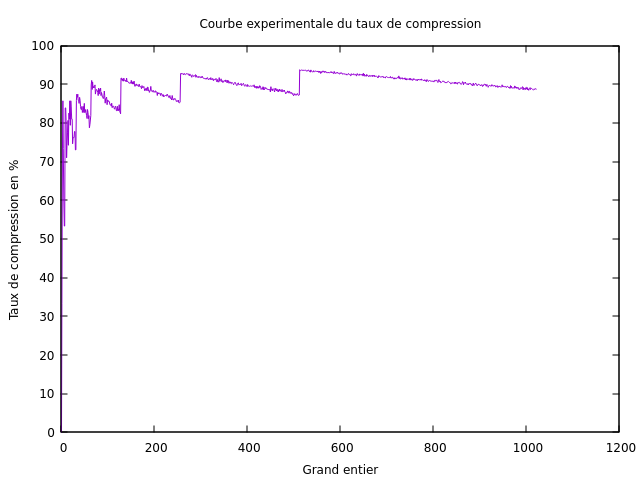 Courbe experimentale du taux de compression
100
90
80
70
60
50
40
30
20
10
0
Taux de compression en %
0 200 400 600 800 1000 1200
Grand entier